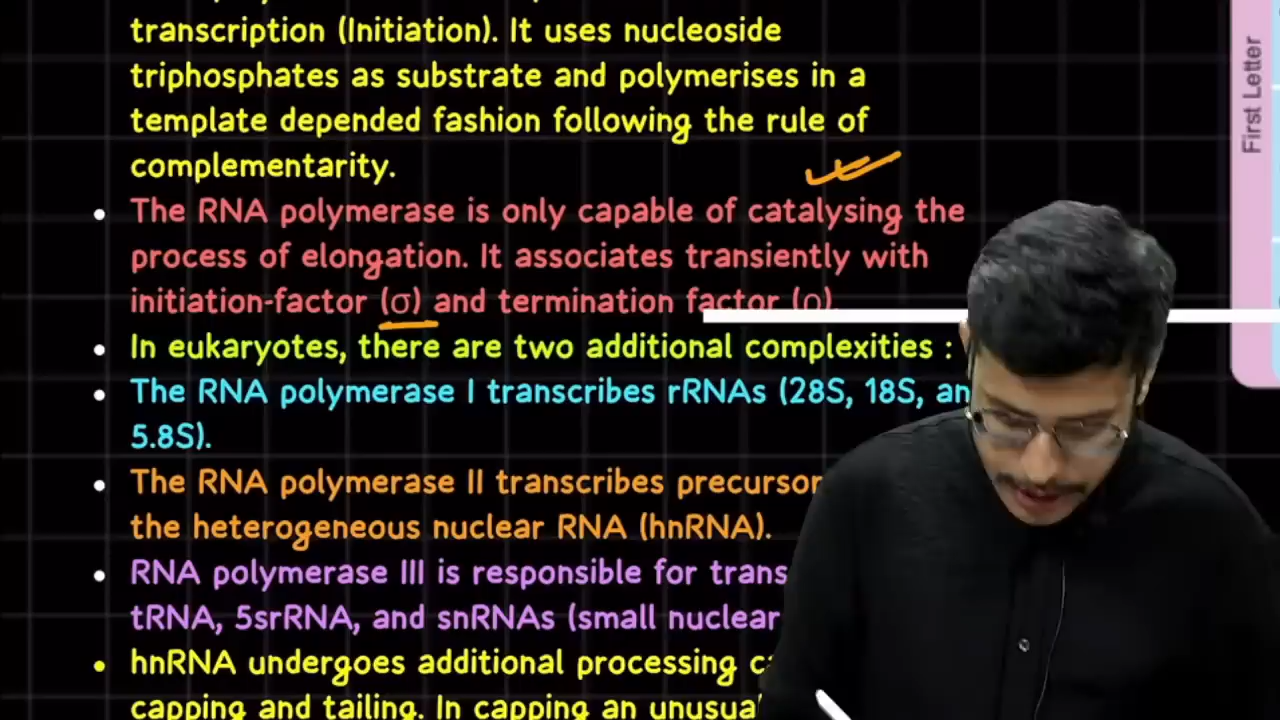 transcription (Initiation). It uses nucleoside
triphosphates as substrate and polymerises in a
template depended fashion following the rule of
complementarity.
• The RNA polymerase is only capable of catalysing the
process of elongation. It associates transiently with
initiation-factor (σ) and termination factor
• In eukaryotes, there are two additional complexities :
• The RNA polymerase I transcribes rRNAs (28S, 18S,
5.8S).
• The RNA polymerase II transcribes precursor
the heterogeneous nuclear RNA (hnRNA).
• RNA polymerase III is responsible for
tRNA, 5srRNA, and snRNAs (small nuclear
• hnRNA undergoes additional processing
capping and tailing. In capping an unusual
First Letter